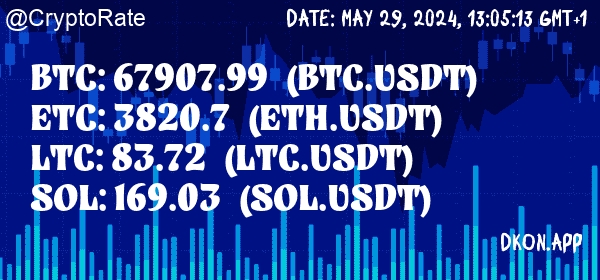 @CryptoRate
DATE: MAY 29, 2024, 13:05:13 GMT+1
BTC: 67907.99 (BTC.USDT)
ETC: 3820.7 (ETH.USDT)
LTC: 83.72 (LTC.USDT)
SOL: 169.03 (SOL.USDT)
DKON.APP